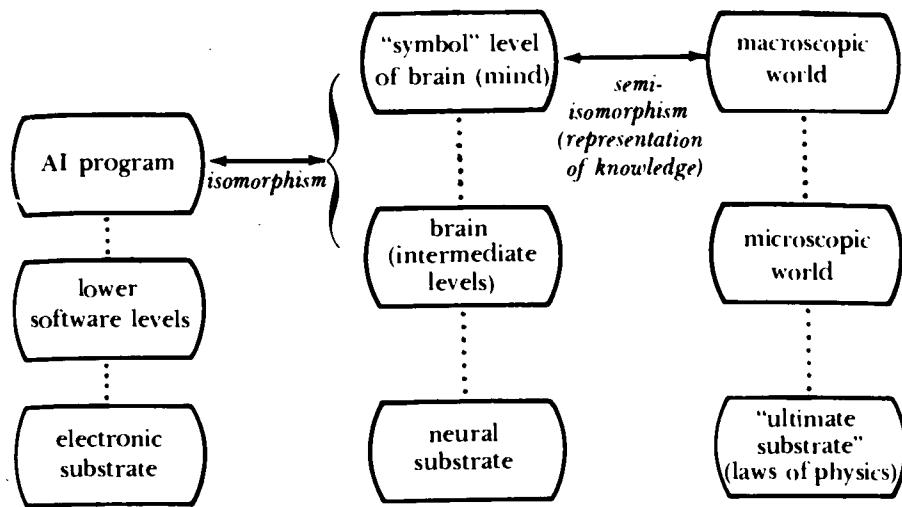 AI program
isomorphism
lower
software levels
electronic
substrate
“symbol” level
of brain (mind)
brain
(intermediate
levels)
neural
substrate
semi-
isomorphism
(representation
of knowledge)
macroscopic
world
microscopic
world
“ultimate
substrate”
(laws of physics)